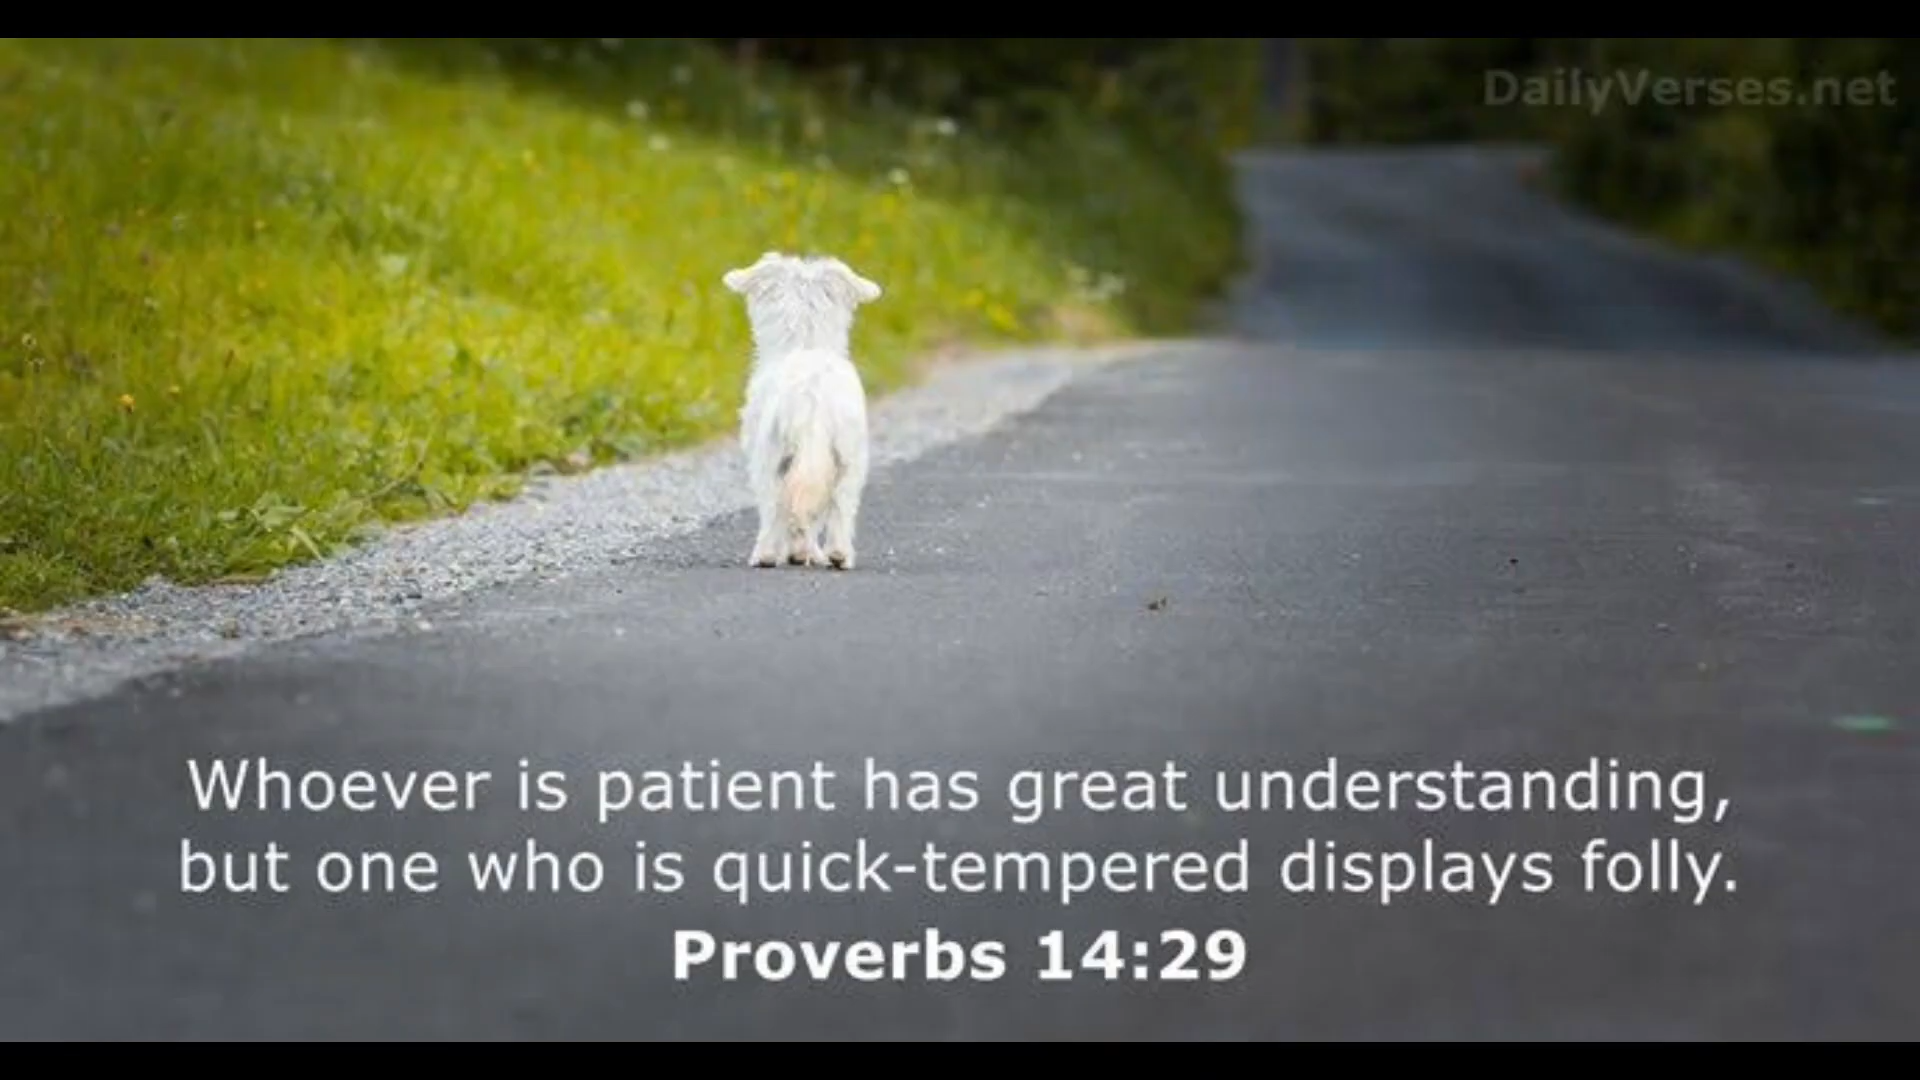 DailyVerses.net
Whoever is patient has great understanding,
but one who is quick-tempered displays folly.
Proverbs 14:29